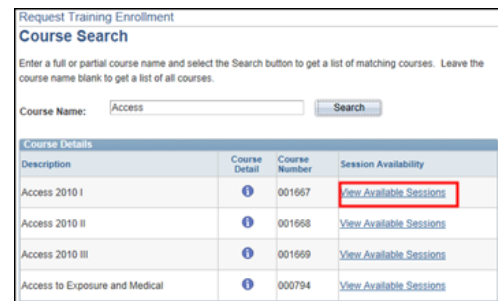 Request Training Enrollment
Course Search
Enter a full or partial course name and select the Search button to get a list of matching courses. Leave the
course name blank to get a list of all courses.
Course Name: Access Search
Course Details
Description Course Detail Course Number Session Availability
Access 2010 I 001667 View Available Sessions
Access 2010 II 001668 View Available Sessions
Access 2010 III 001669 View Available Sessions
Access to Exposure and Medical 000794 View Available Sessions